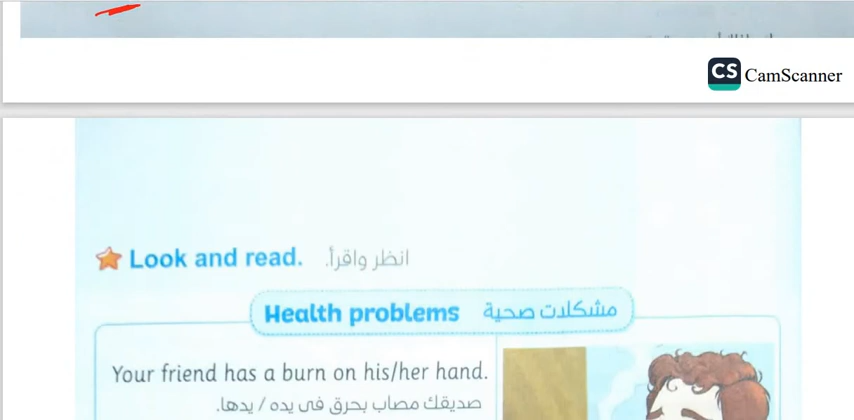 CS CamScanner
Look and read. انظر واقرأ.
Health problems مشكلات صحية
Your friend has a burn on his/her hand.
صديقك مصاب بحرق فى يده / يدها.